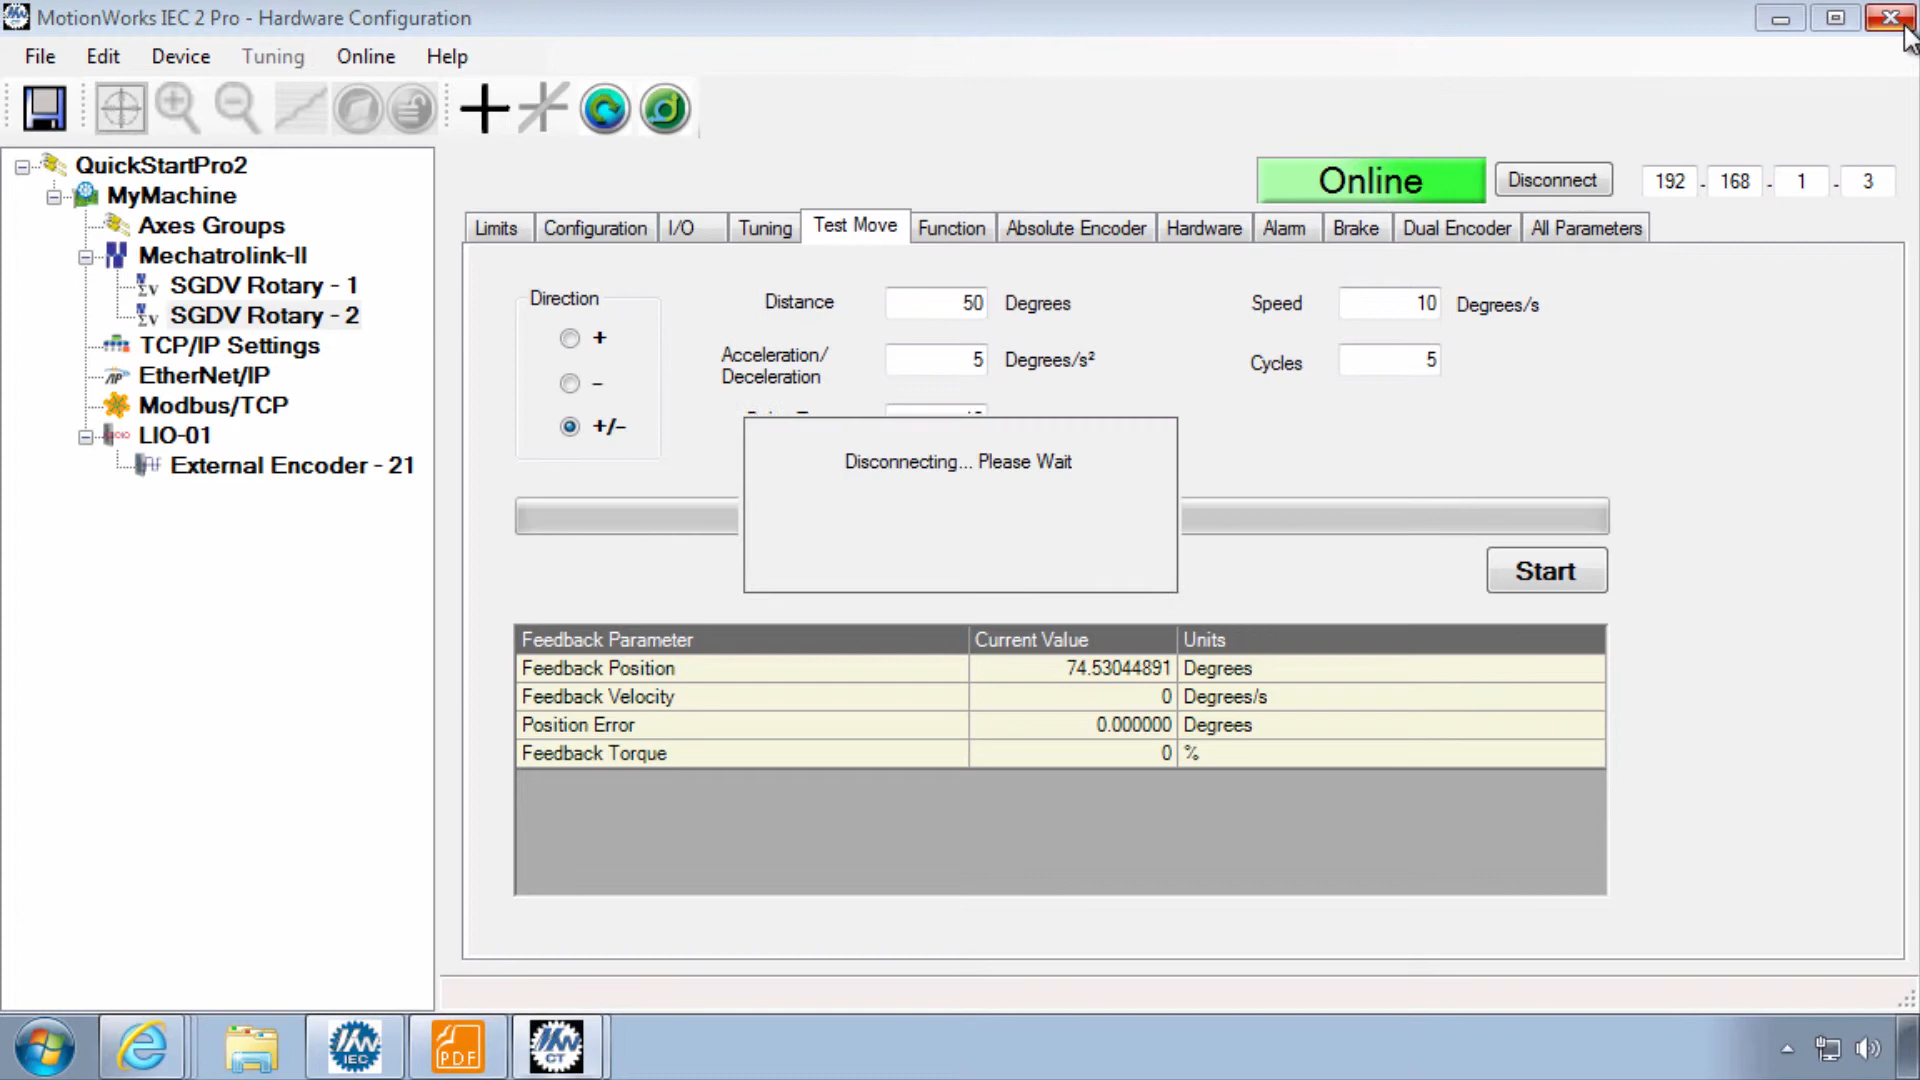 MotionWorks IEC 2 Pro - Hardware Configuration
File Edit Device Tuning Online Help
QuickStartPro2
MyMachine
Axes Groups
Mechatrolink-II
SGDV Rotary - 1
SGDV Rotary - 2
TCP/IP Settings
EtherNet/IP
Modbus/TCP
LIO-01
External Encoder - 21
Online Disconnect 192 . 168 . 1 . 3
Limits Configuration I/O Tuning Test Move Function Absolute Encoder Hardware Alarm Brake Dual Encoder All Parameters
Direction
+
−
+/−
Distance 50 Degrees
Speed 10 Degrees/s
Acceleration/
Deceleration 5 Degrees/s²
Cycles 5
Disconnecting... Please Wait
Start
Feedback Parameter Current Value Units
Feedback Position 74.53044891 Degrees
Feedback Velocity 0 Degrees/s
Position Error 0.000000 Degrees
Feedback Torque 0 %
IEC
PDF
CT